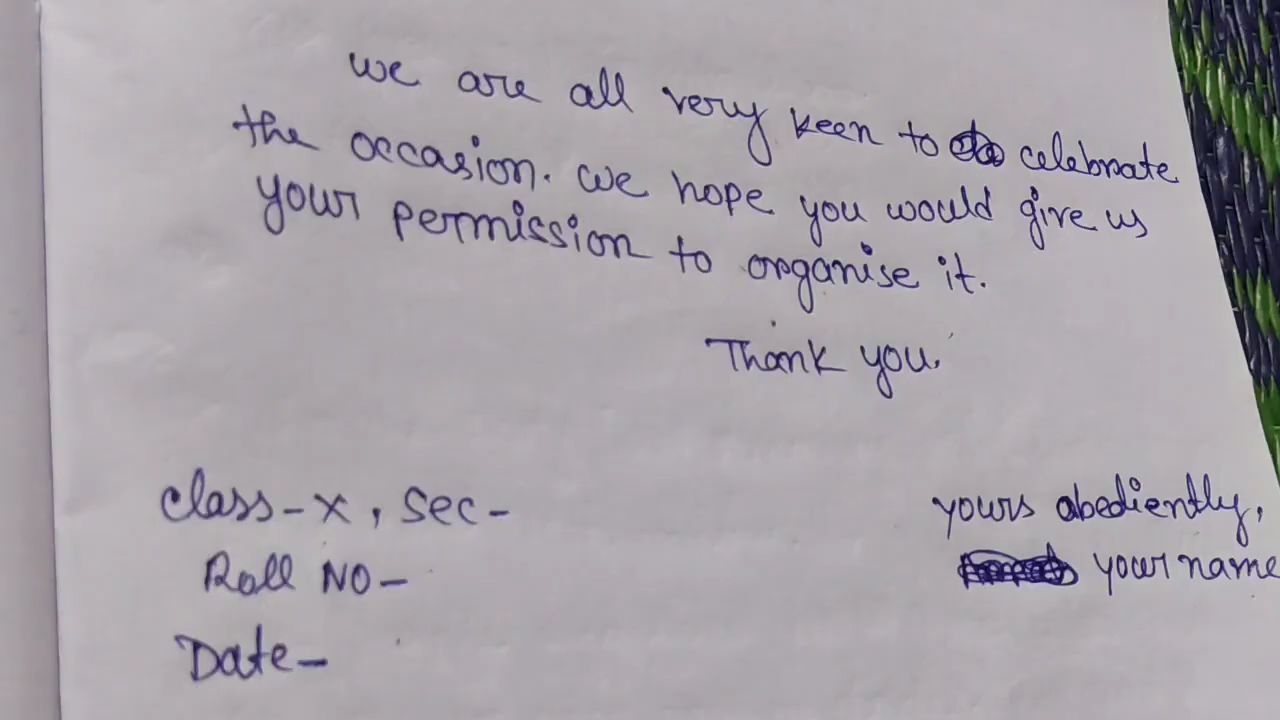 we are all very keen to celebrate
the occasion. we hope you would give us
your permission to organise it.
Thank you.
class-x, sec-
yours abediently,
Roll NO-
your name
Date-